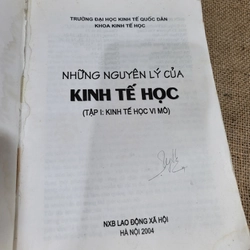 TRƯỜNG ĐẠI HỌC KINH TẾ QUỐC DÂN
KHOA KINH TẾ HỌC
NHỮNG NGUYÊN LÝ CỦA
KINH TẾ HỌC
(TẬP I: KINH TẾ HỌC VI MÔ)
NXB LAO ĐỘNG XÃ HỘI
HÀ NỘI 2004